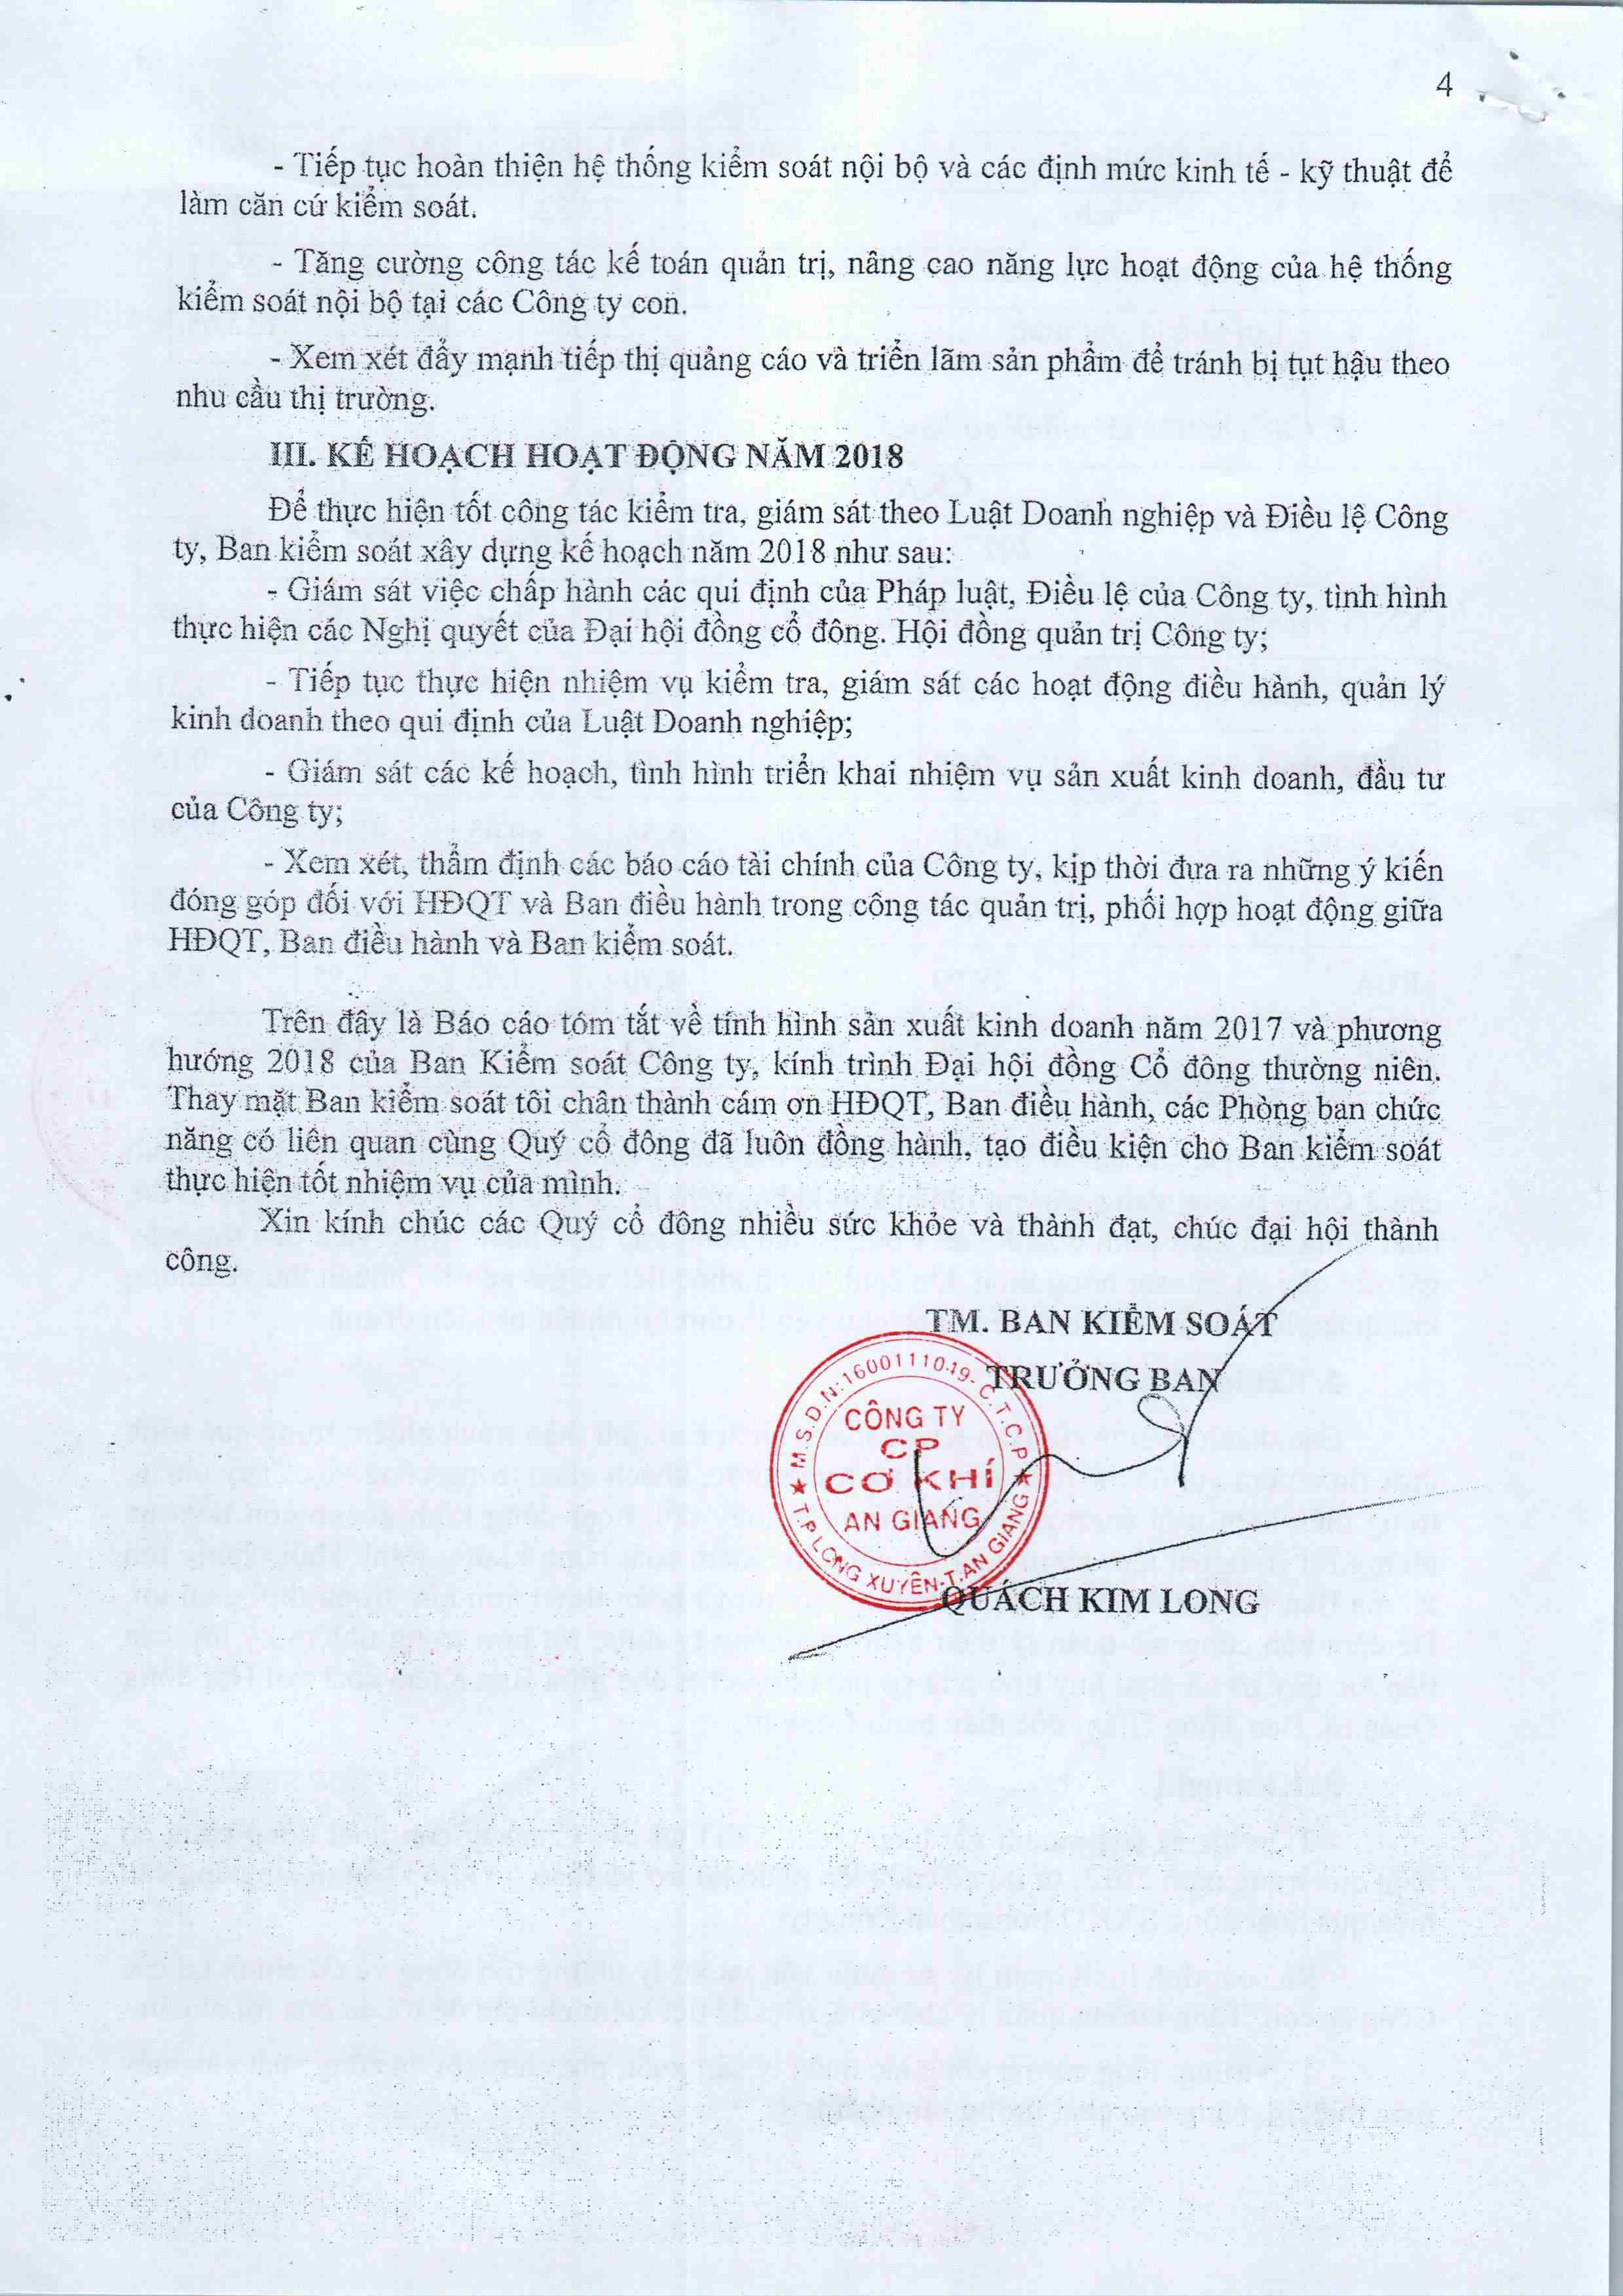 4
- Tiếp tục hoàn thiện hệ thống kiểm soát nội bộ và các định mức kinh tế - kỹ thuật để
làm căn cứ kiểm soát.
- Tăng cường công tác kế toán quản trị, nâng cao năng lực hoạt động của hệ thống
kiểm soát nội bộ tại các Công ty con.
- Xem xét đẩy mạnh tiếp thị quảng cáo và triển lãm sản phẩm để tránh bị tụt hậu theo
nhu cầu thị trường.
III. KẾ HOẠCH HOẠT ĐỘNG NĂM 2018
Để thực hiện tốt công tác kiểm tra, giám sát theo Luật Doanh nghiệp và Điều lệ Công
ty, Ban kiểm soát xây dựng kế hoạch năm 2018 như sau:
- Giám sát việc chấp hành các qui định của Pháp luật, Điều lệ của Công ty, tình hình
thực hiện các Nghị quyết của Đại hội đồng cổ đông. Hội đồng quản trị Công ty;
- Tiếp tục thực hiện nhiệm vụ kiểm tra, giám sát các hoạt động điều hành, quản lý
kinh doanh theo qui định của Luật Doanh nghiệp;
- Giám sát các kế hoạch, tình hình triển khai nhiệm vụ sản xuất kinh doanh, đầu tư
của Công ty;
- Xem xét, thẩm định các báo cáo tài chính của Công ty, kịp thời đưa ra những ý kiến
đóng góp đối với HĐQT và Ban điều hành trong công tác quản trị, phối hợp hoạt động giữa
HĐQT, Ban điều hành và Ban kiểm soát.
Trên đây là Báo cáo tóm tắt về tính hình sản xuất kinh doanh năm 2017 và phương
hướng 2018 của Ban Kiểm soát Công ty, kính trình Đại hội đồng Cổ đông thường niên.
Thay mặt Ban kiểm soát tôi chân thành cám ơn HĐQT, Ban điều hành, các Phòng ban chức
năng có liên quan cùng Quý cổ đông đã luôn đồng hành, tạo điều kiện cho Ban kiểm soát
thực hiện tốt nhiệm vụ của mình.
Xin kính chúc các Quý cổ đông nhiều sức khỏe và thành đạt, chúc đại hội thành
công.
TM. BAN KIỂM SOÁT
TRƯỞNG BAN
M.S.D.N:1600111049-C.T.C.P
CÔNG TY
CP
CƠ KHÍ
AN GIANG
T.P LONG XUYÊN-T.AN GIANG
QUÁCH KIM LONG